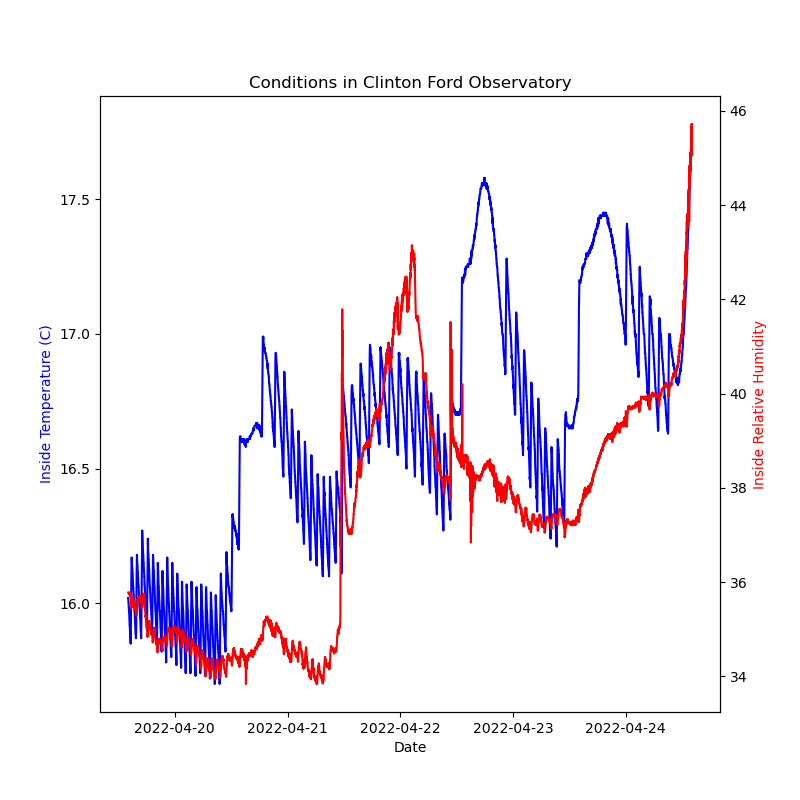 Conditions in Clinton Ford Observatory
Inside Temperature (C)
17.5
17.0
16.5
16.0
46
44
42
40
38
36
34
Inside Relative Humidity
2022-04-20 2022-04-21 2022-04-22 2022-04-23 2022-04-24
Date